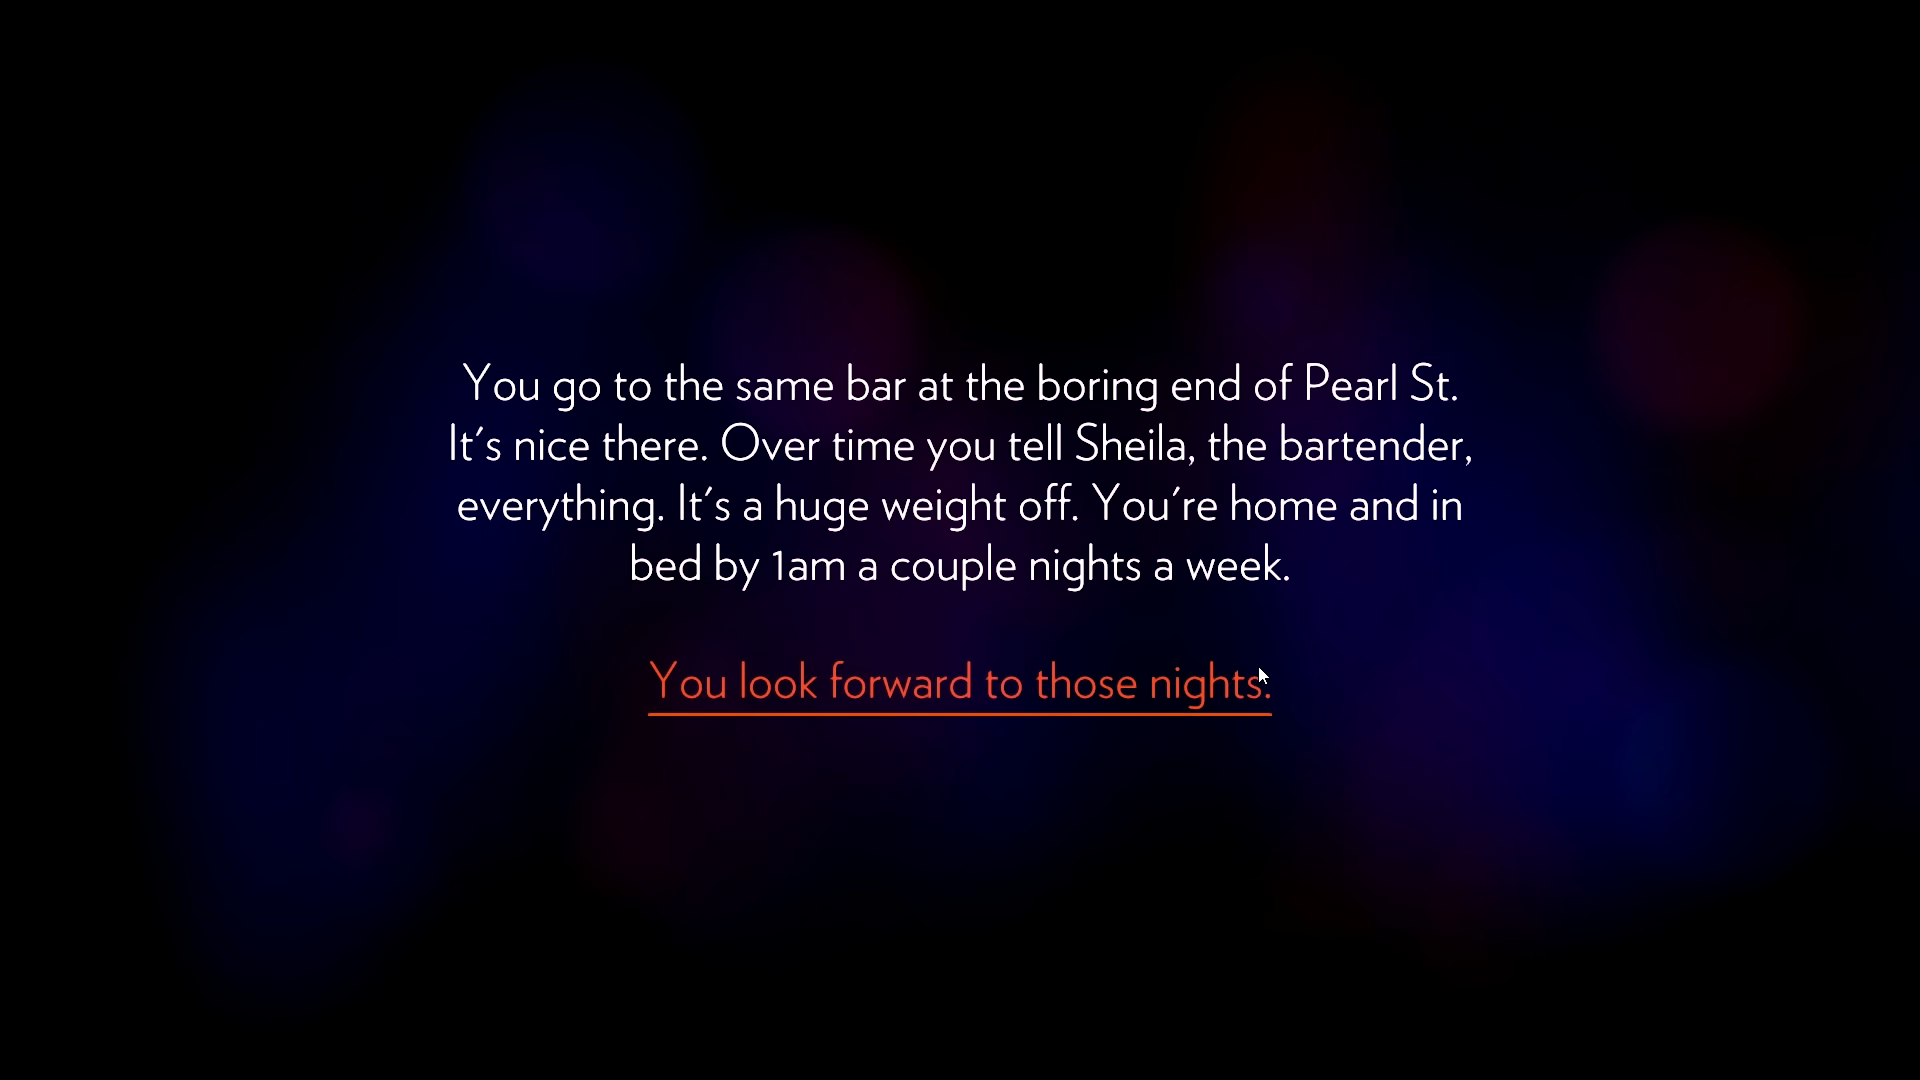 You go to the same bar at the boring end of Pearl St.
It's nice there. Over time you tell Sheila, the bartender,
everything. It's a huge weight off. You're home and in
bed by 1am a couple nights a week.
You look forward to those nights.